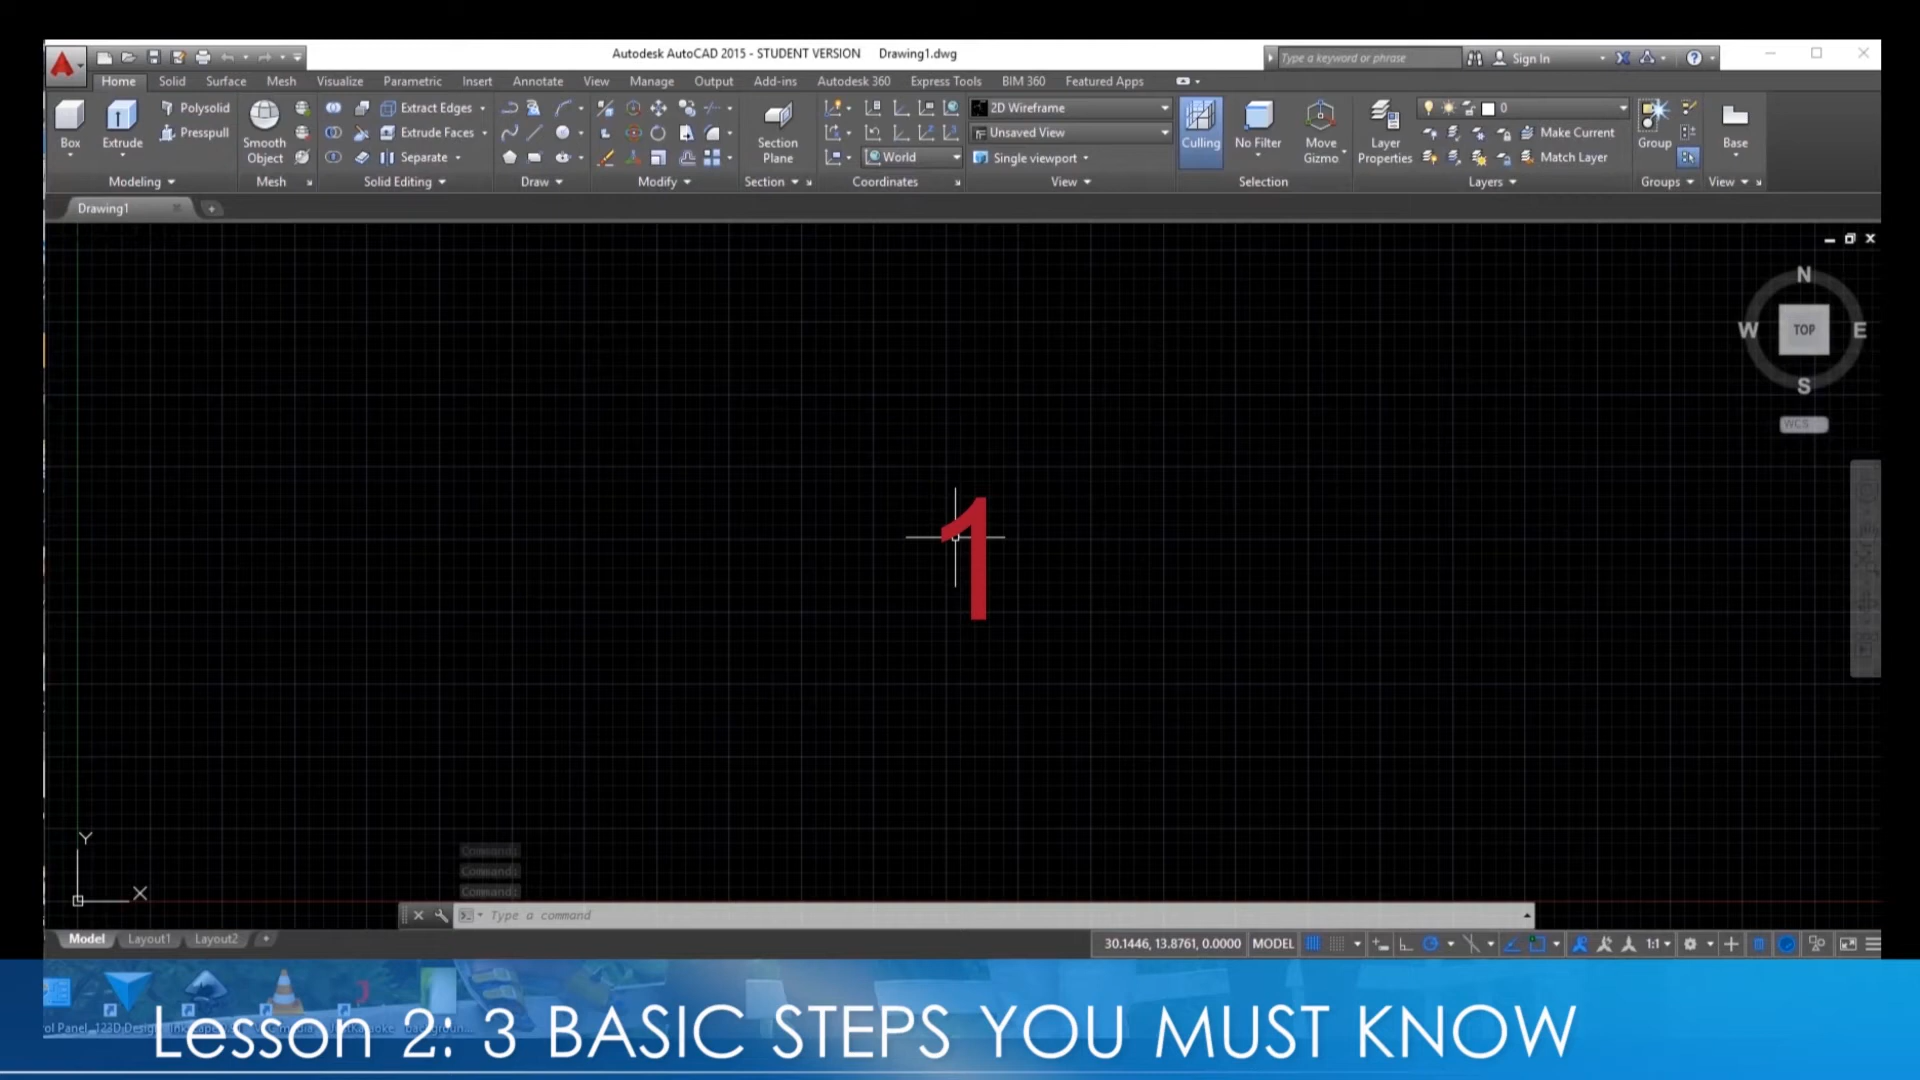 Autodesk AutoCAD 2015 - STUDENT VERSION Drawing1.dwg
Type a keyword or phrase
Sign In
Home Solid Surface Mesh Visualize Parametric Insert Annotate View Manage Output Add-ins Autodesk 360 Express Tools BIM 360 Featured Apps
Box
Extrude
Polysolid
Presspull
Smooth
Object
Extract Edges
Extrude Faces
Separate
Section
Plane
World
2D Wireframe
Unsaved View
Single viewport
Culling
No Filter
Move
Gizmo
Layer
Properties
0
Make Current
Match Layer
Group
Base
Modeling Mesh Solid Editing Draw Modify Section Coordinates View Selection Layers Groups View
Drawing1
N
W TOP E
S
WCS
1
Y
X
Command:
Command:
Command:
Type a command
Model Layout1 Layout2
30.1446, 13.8761, 0.0000 MODEL 1:1
Lesson 2: 3 BASIC STEPS YOU MUST KNOW